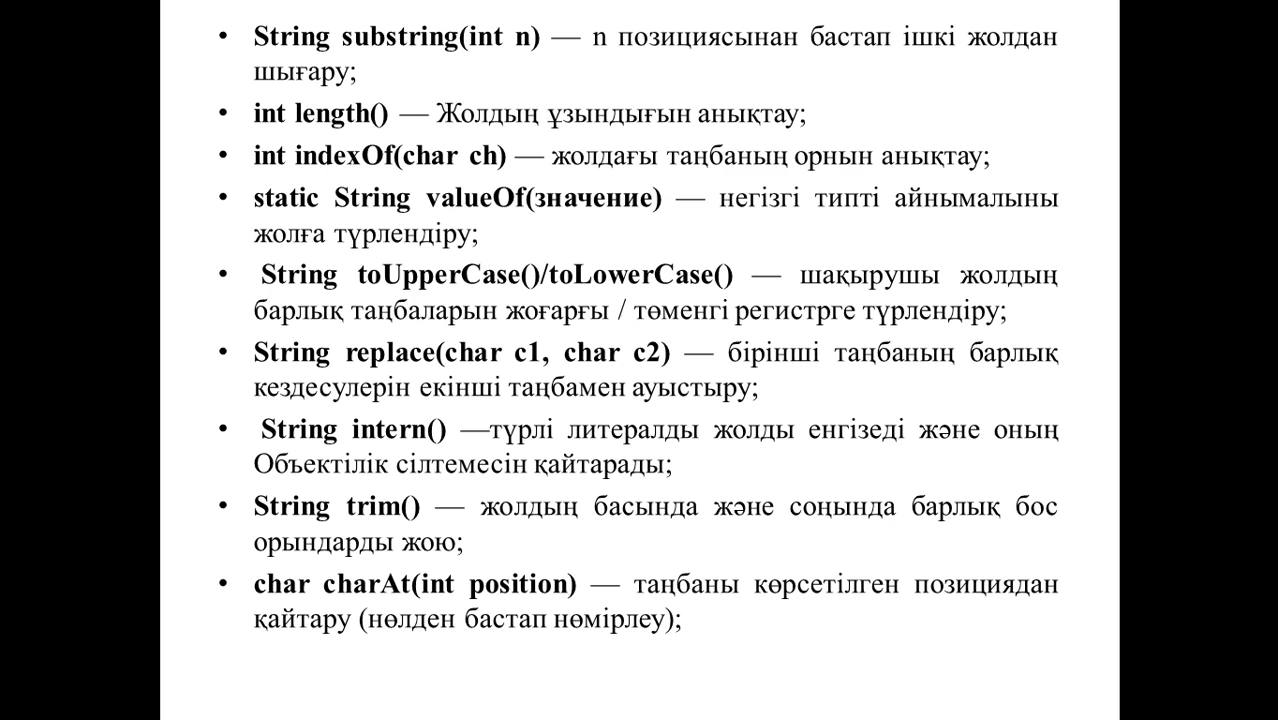 • String substring(int n) — n позициясынан бастап ішкі жолдан
шығару;
• int length() — Жолдың ұзындығын анықтау;
• int indexOf(char ch) — жолдағы таңбаның орнын анықтау;
• static String valueOf(значение) — негізгі типті айнымалыны
жолға түрлендіру;
• String toUpperCase()/toLowerCase() — шақырушы жолдың
барлық таңбаларын жоғарғы / төменгі регистрге түрлендіру;
• String replace(char c1, char c2) — бірінші таңбаның барлық
кездесулерін екінші таңбамен ауыстыру;
• String intern() —түрлі литералды жолды енгізеді және оның
Объектілік сілтемесін қайтарады;
• String trim() — жолдың басында және соңында барлық бос
орындарды жою;
• char charAt(int position) — таңбаны көрсетілген позициядан
қайтару (нөлден бастап нөмірлеу);